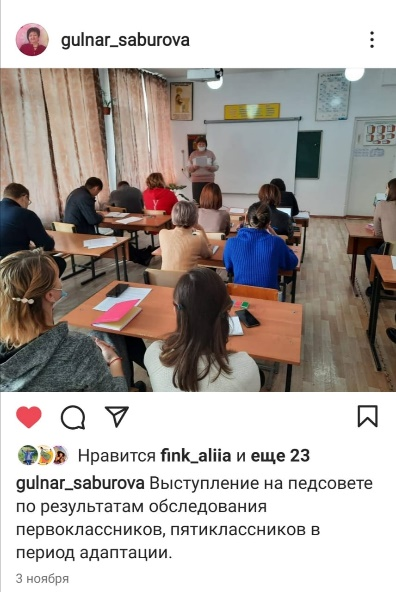 gulnar_saburova
Нравится fink_aliia и еще 23
gulnar_saburova Выступление на педсовете
по результатам обследования
первоклассников, пятиклассников в
период адаптации.
3 ноября